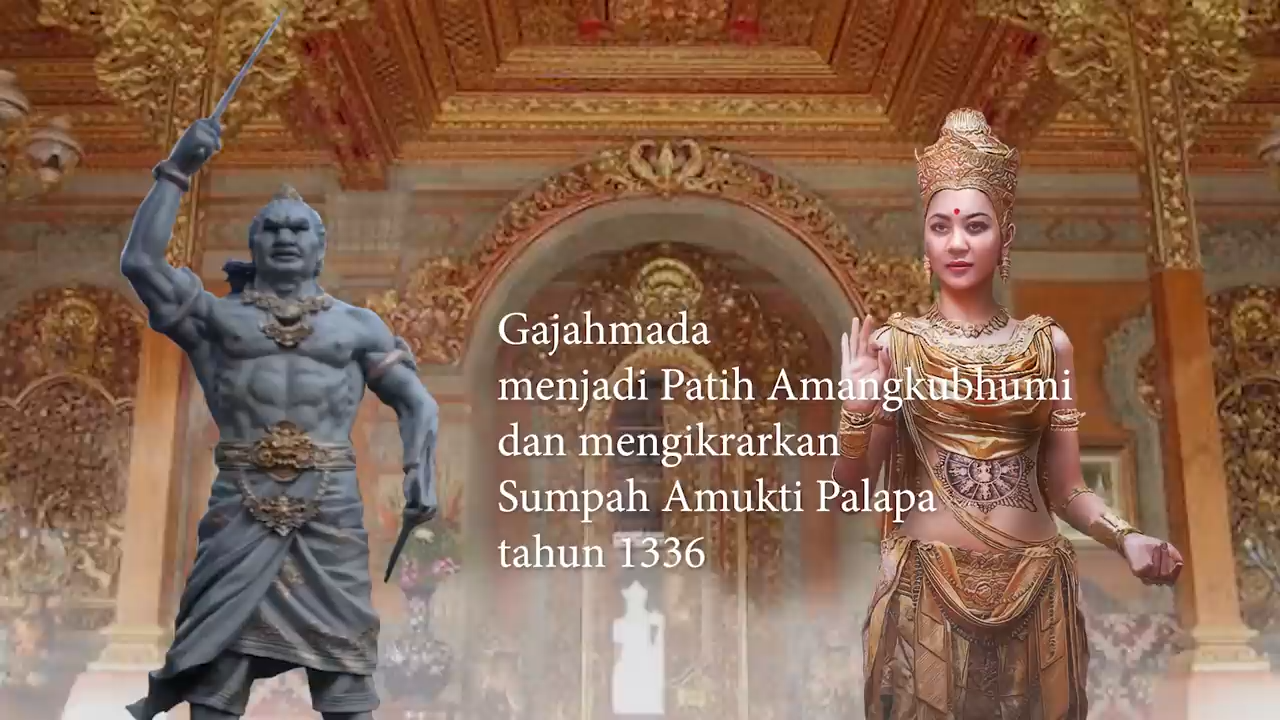 Gajahmada
menjadi Patih Amangkubhumi
dan mengikrarkan
Sumpah Amukti Palapa
tahun 1336